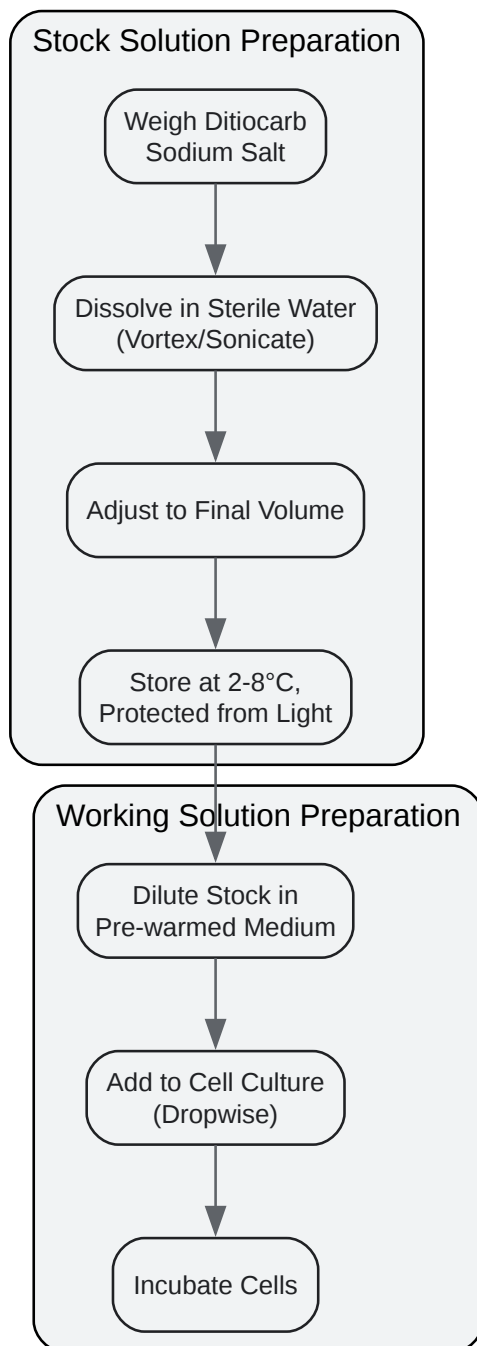 Stock Solution Preparation
Weigh Ditiocarb
Sodium Salt
Dissolve in Sterile Water
(Vortex/Sonicate)
Adjust to Final Volume
Store at 2-8°C,
Protected from Light
Working Solution Preparation
Dilute Stock in
Pre-warmed Medium
Add to Cell Culture
(Dropwise)
Incubate Cells